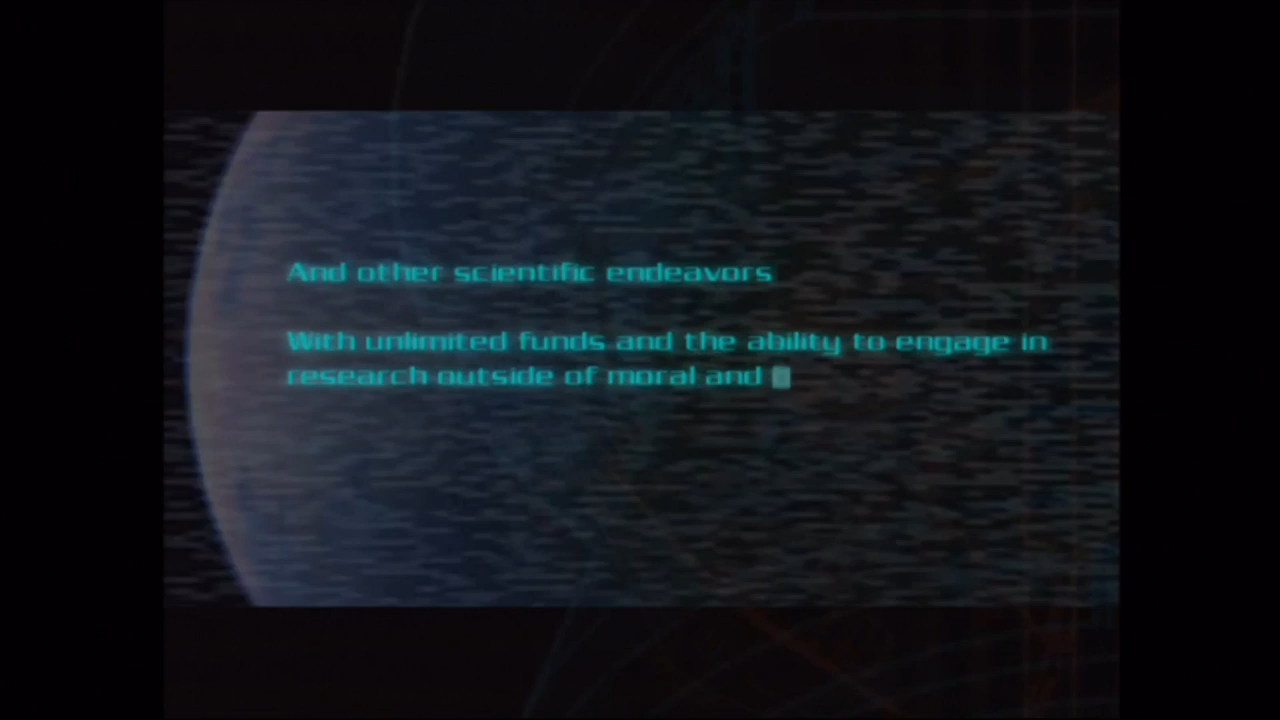 And other scientific endeavors
With unlimited funds and the ability to engage in
research outside of moral and